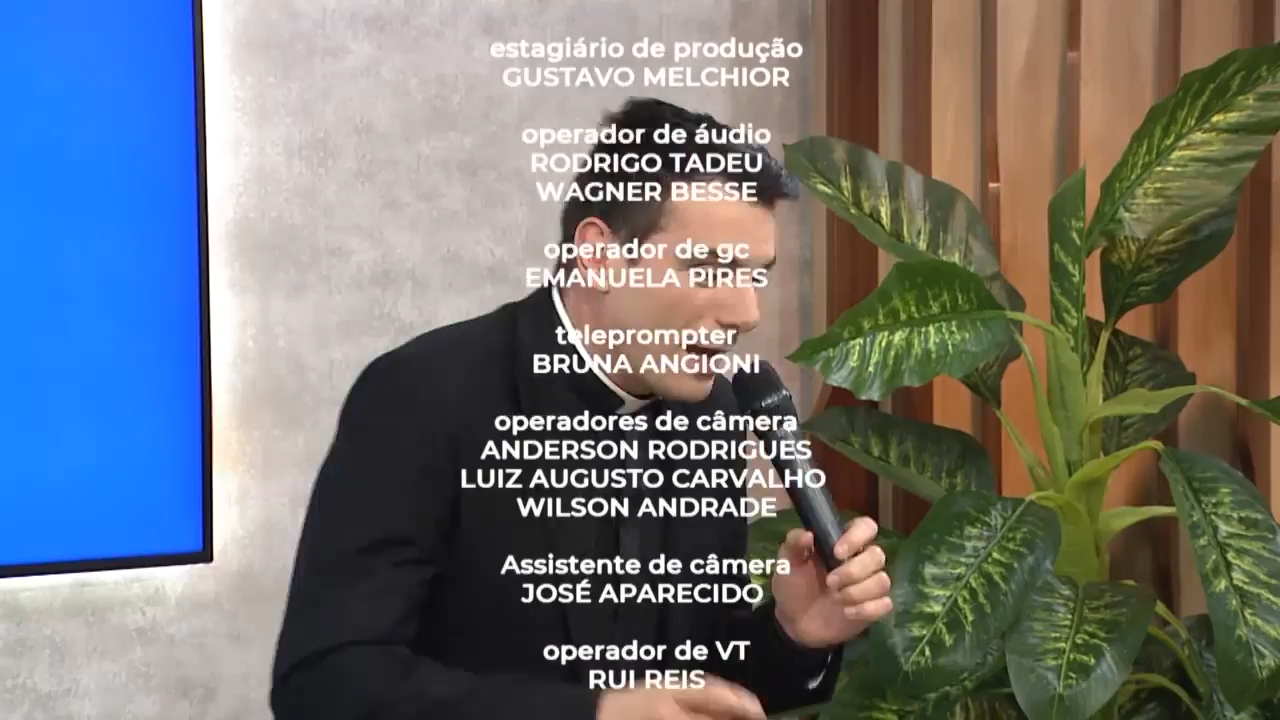 estagiário de produção
GUSTAVO MELCHIOR
operador de áudio
RODRIGO TADEU
WAGNER BESSE
operador de gc
EMANUELA PIRES
teleprompter
BRUNA ANGIONI
operadores de câmera
ANDERSON RODRIGUES
LUIZ AUGUSTO CARVALHO
WILSON ANDRADE
Assistente de câmera
JOSÉ APARECIDO
operador de VT
RUI REIS